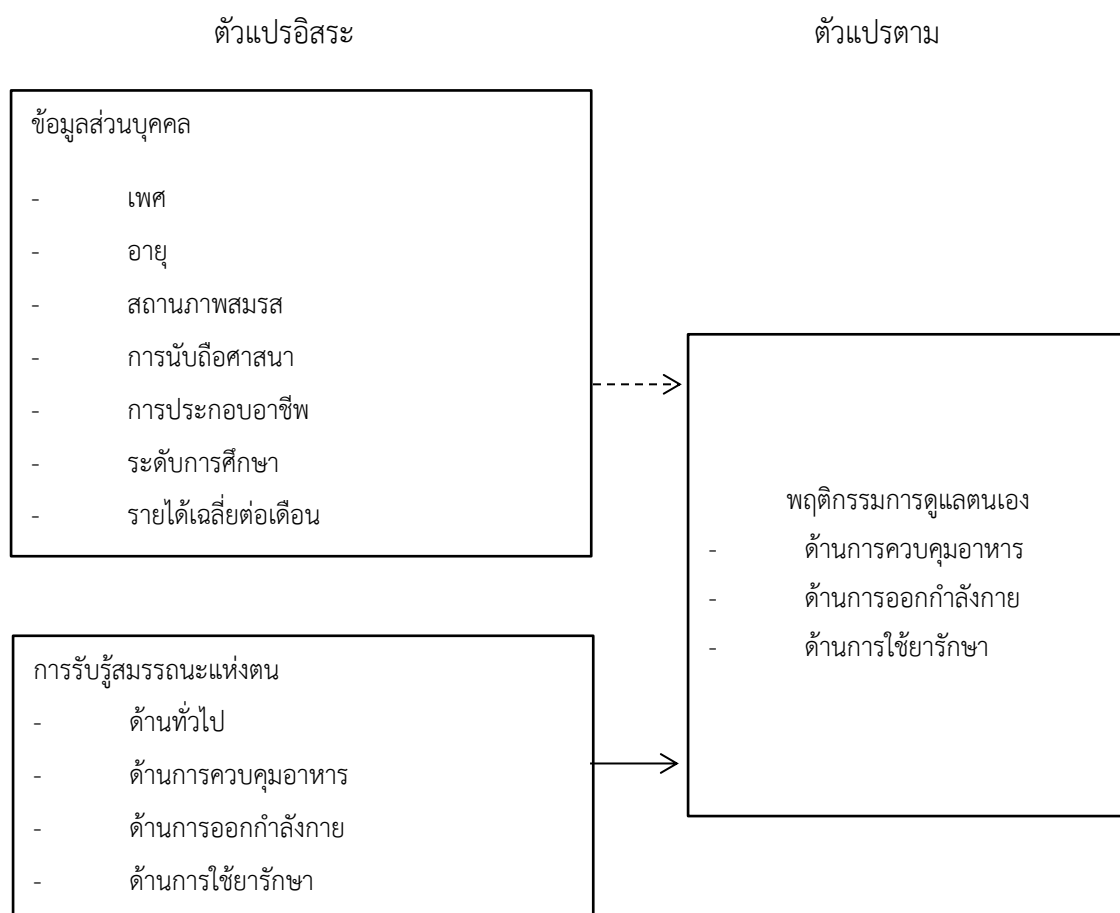 ตัวแปรอิสระ
ตัวแปรตาม
ข้อมูลส่วนบุคคล
- เพศ
- อายุ
- สถานภาพสมรส
- การนับถือศาสนา
- การประกอบอาชีพ
- ระดับการศึกษา
- รายได้เฉลี่ยต่อเดือน
การรับรู้สมรรถนะแห่งตน
- ด้านทั่วไป
- ด้านการควบคุมอาหาร
- ด้านการออกกำลังกาย
- ด้านการใช้ยารักษา
พฤติกรรมการดูแลตนเอง
- ด้านการควบคุมอาหาร
- ด้านการออกกำลังกาย
- ด้านการใช้ยารักษา